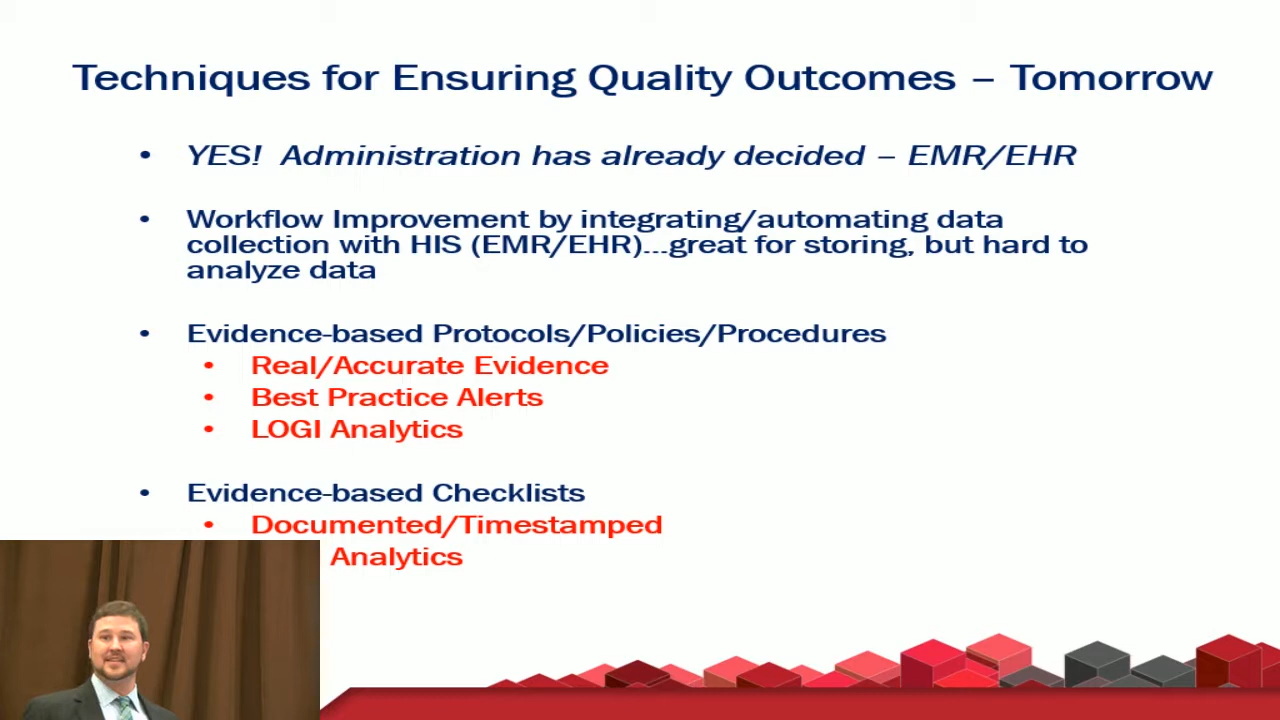 Techniques for Ensuring Quality Outcomes – Tomorrow
• YES! Administration has already decided – EMR/EHR
• Workflow Improvement by integrating/automating data
collection with HIS (EMR/EHR)...great for storing, but hard to
analyze data
• Evidence-based Protocols/Policies/Procedures
• Real/Accurate Evidence
• Best Practice Alerts
• LOGI Analytics
• Evidence-based Checklists
• Documented/Timestamped
Analytics